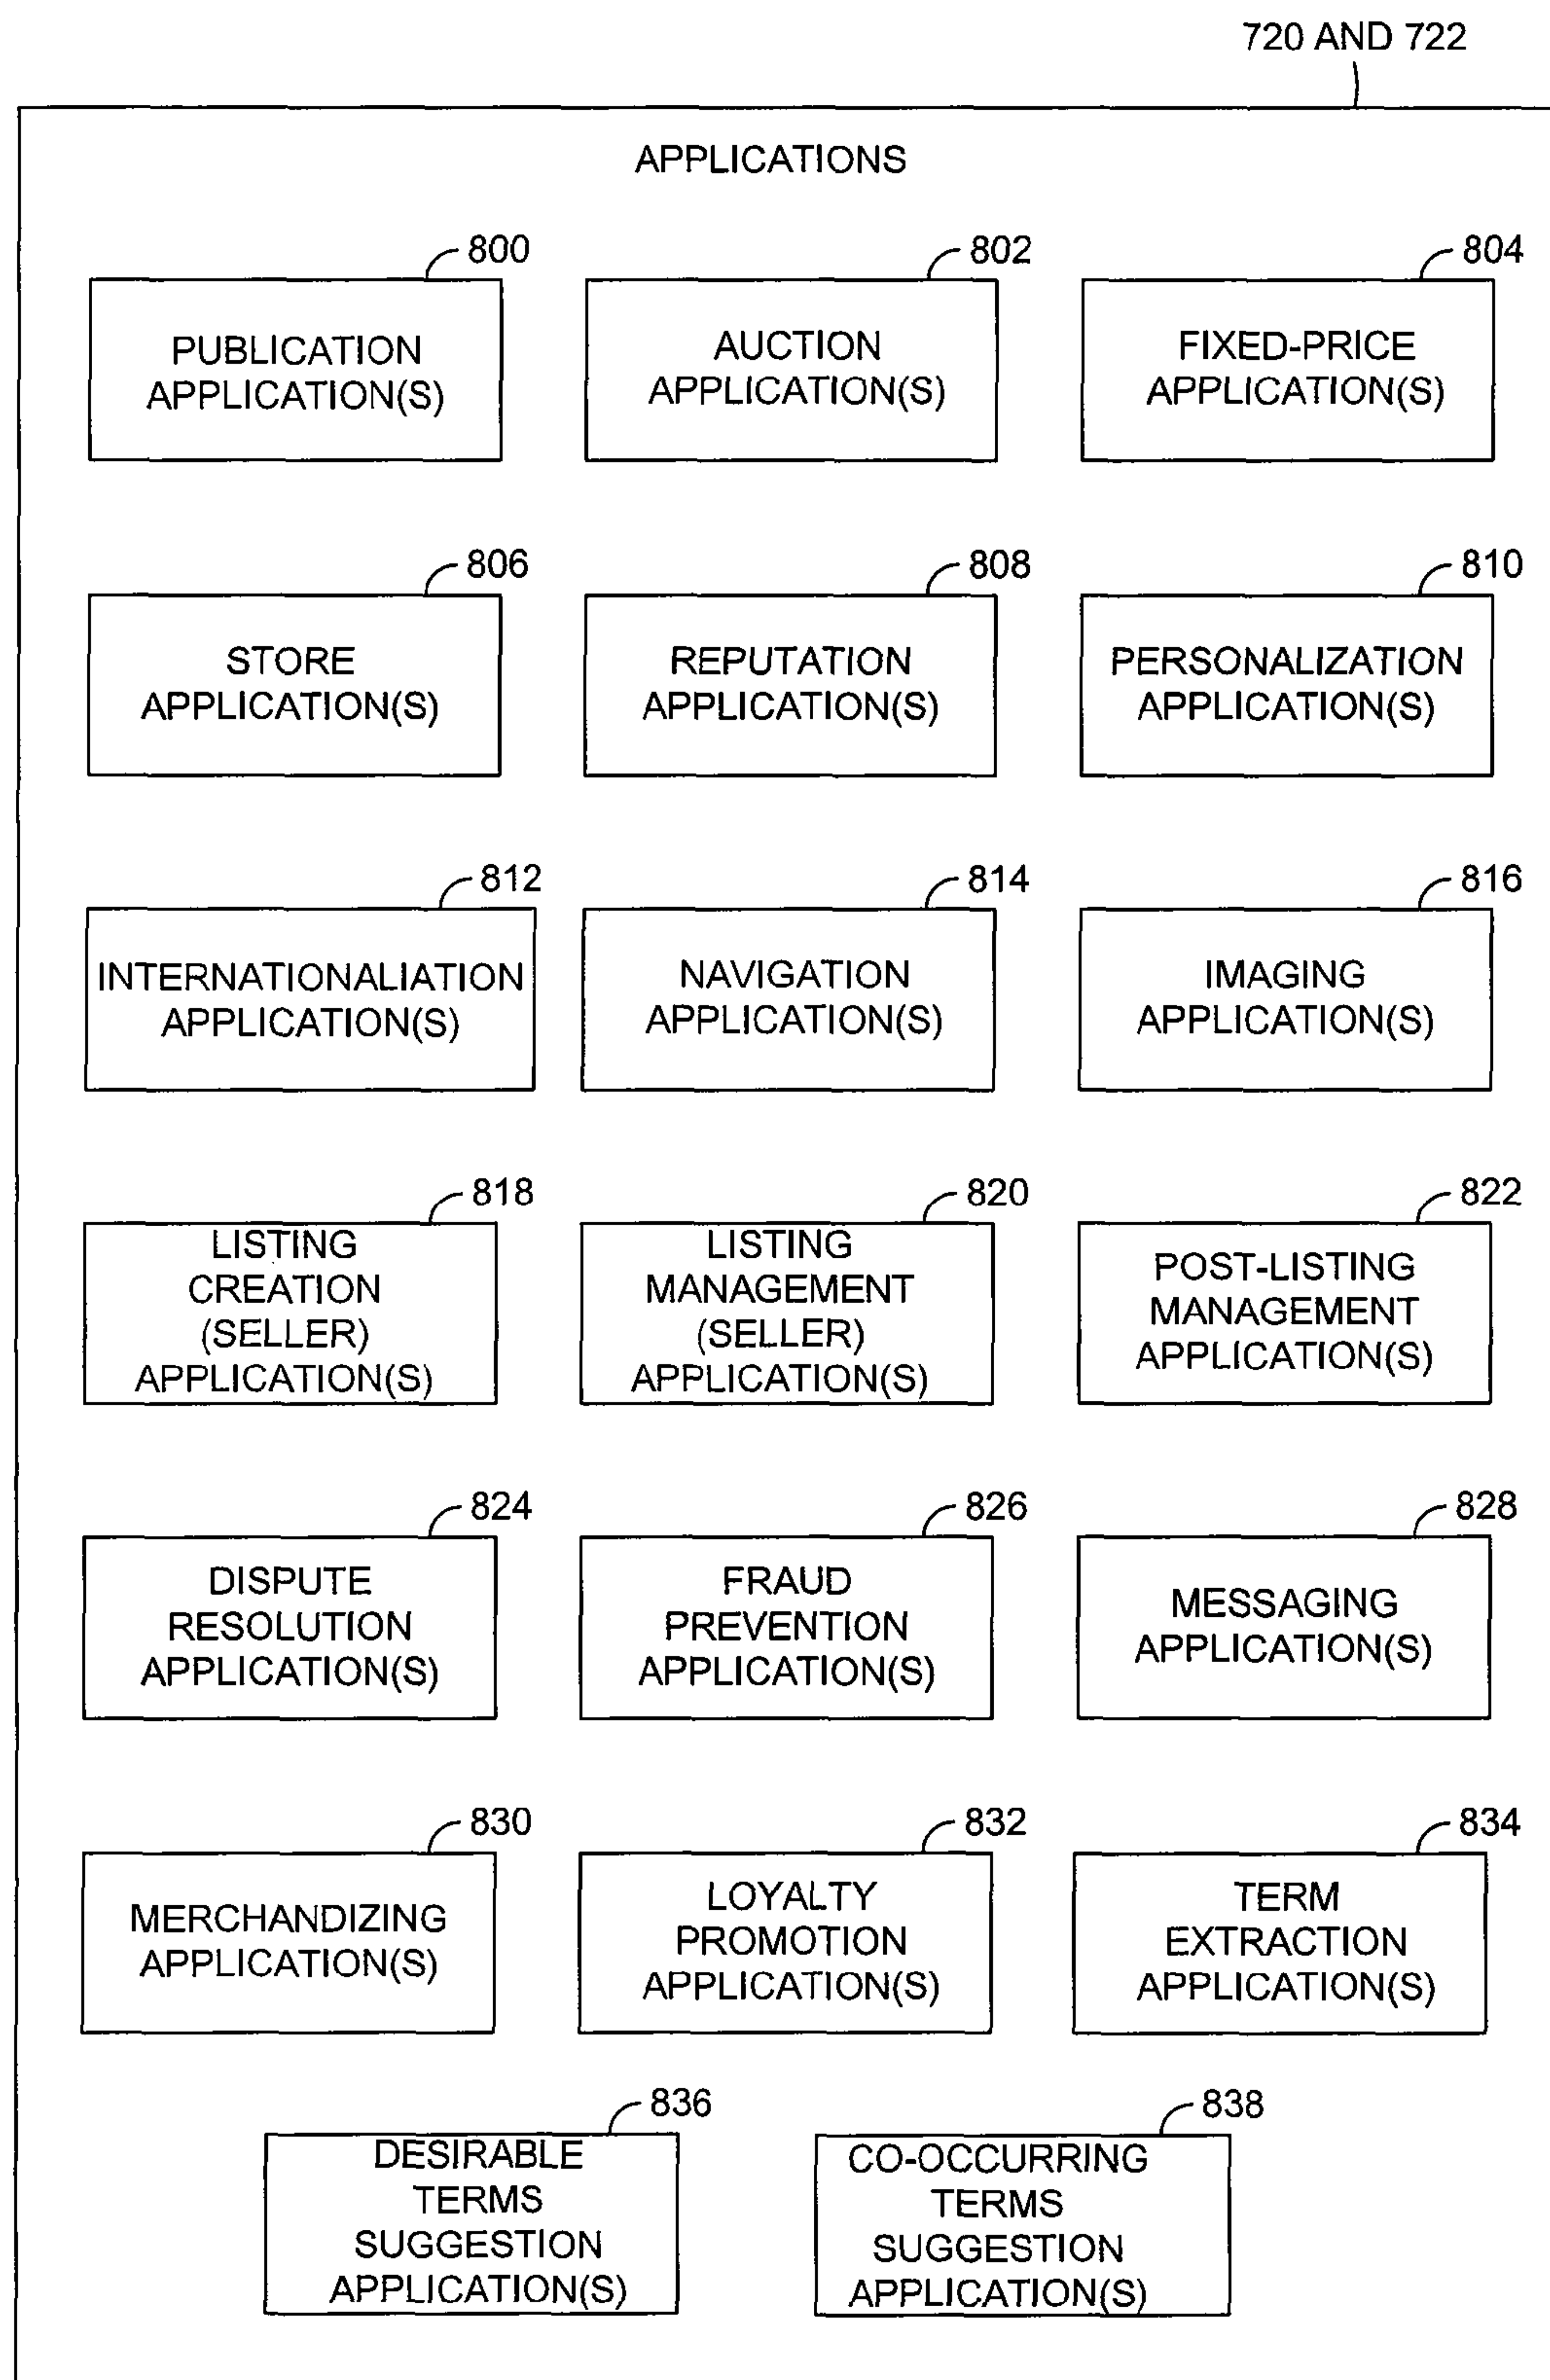 720 AND 722
APPLICATIONS
800
PUBLICATION
APPLICATION(S)
802
AUCTION
APPLICATION(S)
804
FIXED-PRICE
APPLICATION(S)
806
STORE
APPLICATION(S)
808
REPUTATION
APPLICATION(S)
810
PERSONALIZATION
APPLICATION(S)
812
INTERNATIONALIATION
APPLICATION(S)
814
NAVIGATION
APPLICATION(S)
816
IMAGING
APPLICATION(S)
818
LISTING
CREATION
(SELLER)
APPLICATION(S)
820
LISTING
MANAGEMENT
(SELLER)
APPLICATION(S)
822
POST-LISTING
MANAGEMENT
APPLICATION(S)
824
DISPUTE
RESOLUTION
APPLICATION(S)
826
FRAUD
PREVENTION
APPLICATION(S)
828
MESSAGING
APPLICATION(S)
830
MERCHANDIZING
APPLICATION(S)
832
LOYALTY
PROMOTION
APPLICATION(S)
834
TERM
EXTRACTION
APPLICATION(S)
836
DESIRABLE
TERMS
SUGGESTION
APPLICATION(S)
838
CO-OCCURRING
TERMS
SUGGESTION
APPLICATION(S)